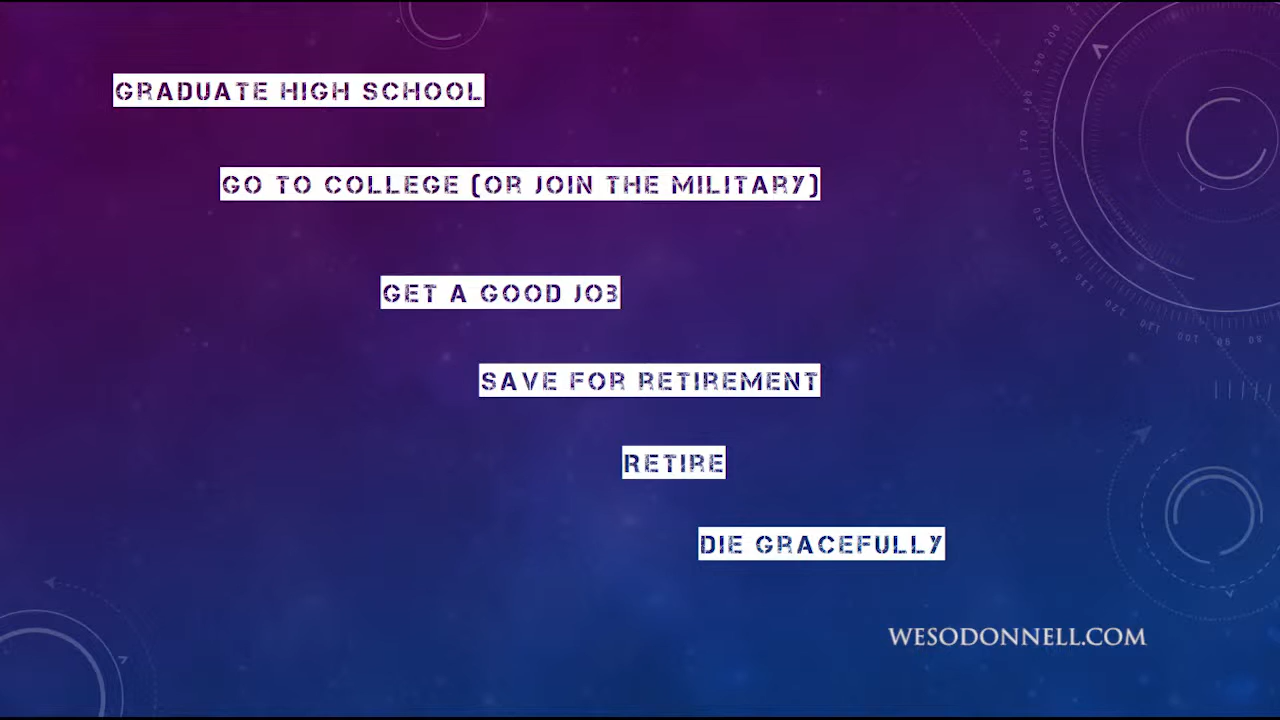 GRADUATE HIGH SCHOOL
GO TO COLLEGE (OR JOIN THE MILITARY)
GET A GOOD JOB
SAVE FOR RETIREMENT
RETIRE
DIE GRACEFULLY
WESODONNELL.COM